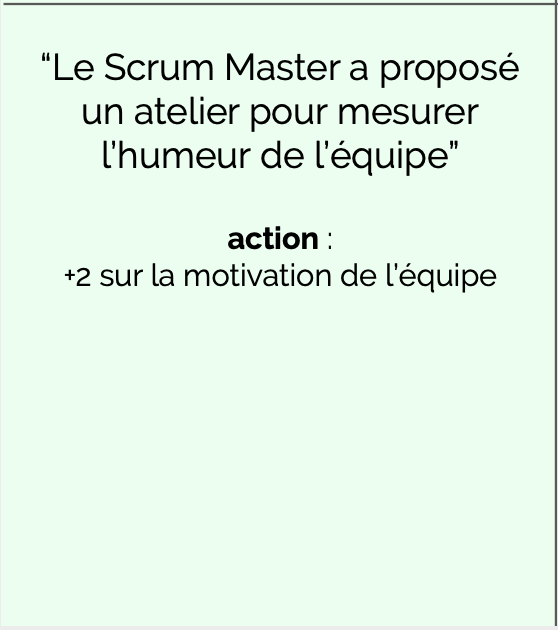 “Le Scrum Master a proposé
un atelier pour mesurer
l’humeur de l’équipe”
action :
+2 sur la motivation de l’équipe